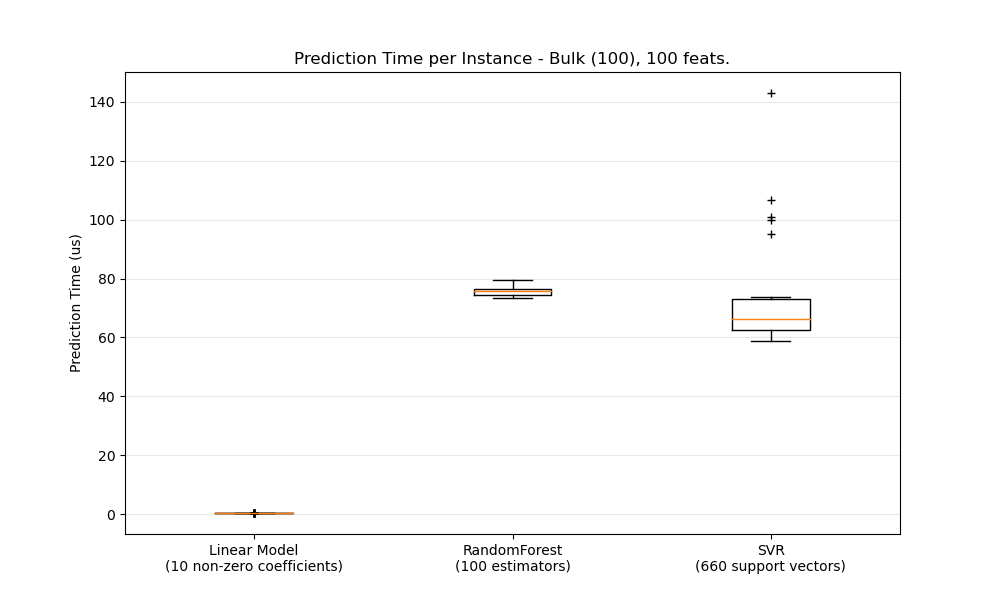 Prediction Time per Instance - Bulk (100), 100 feats.
Prediction Time (us)
140
120
100
80
60
40
20
0
Linear Model
(10 non-zero coefficients)
RandomForest
(100 estimators)
SVR
(660 support vectors)